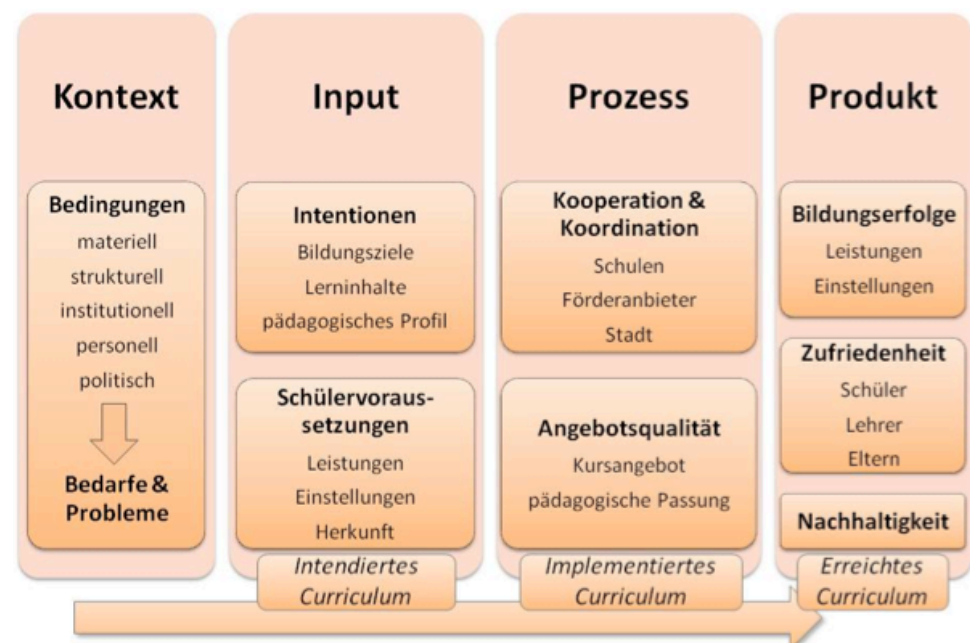 Kontext
Bedingungen
materiell
strukturell
institutionell
personell
politisch
Bedarfe &
Probleme
Input
Intentionen
Bildungsziele
Lerninhalte
pädagogisches Profil
Schülervoraus-
setzungen
Leistungen
Einstellungen
Herkunft
Intendiertes
Curriculum
Prozess
Kooperation &
Koordination
Schulen
Förderanbieter
Stadt
Angebotsqualität
Kursangebot
pädagogische Passung
Implementiertes
Curriculum
Produkt
Bildungserfolge
Leistungen
Einstellungen
Zufriedenheit
Schüler
Lehrer
Eltern
Nachhaltigkeit
Erreichtes
Curriculum